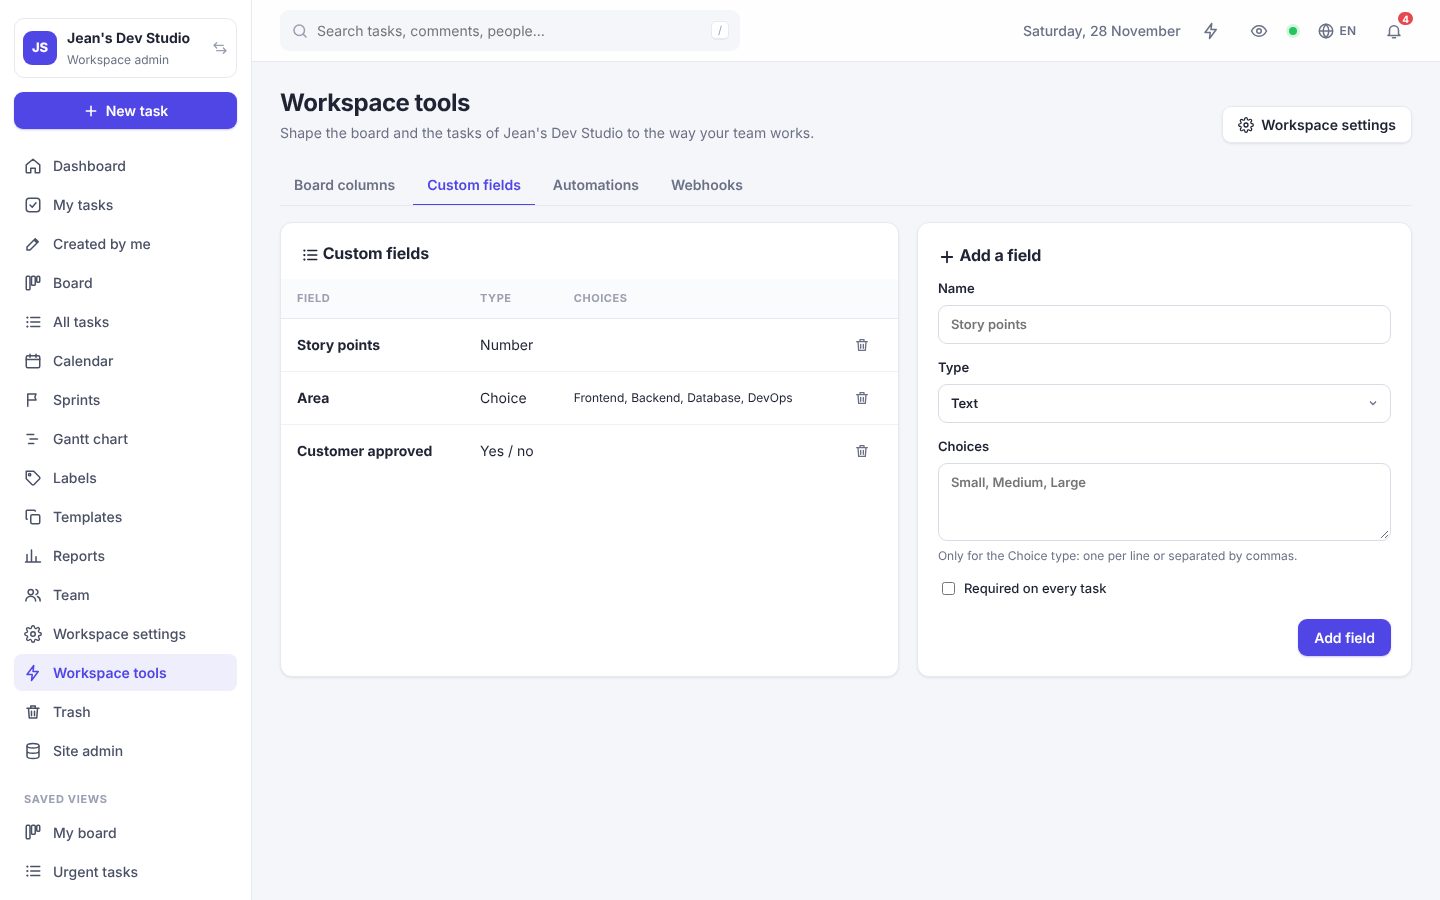 JS
Jean's Dev Studio
Workspace admin
New task
Dashboard
My tasks
Created by me
Board
All tasks
Calendar
Sprints
Gantt chart
Labels
Templates
Reports
Team
Workspace settings
Workspace tools
Trash
Site admin
SAVED VIEWS
My board
Urgent tasks
Search tasks, comments, people...
/
Saturday, 28 November
EN
4
Workspace tools
Shape the board and the tasks of Jean's Dev Studio to the way your team works.
Workspace settings
Board columns
Custom fields
Automations
Webhooks
Custom fields
FIELD TYPE CHOICES
Story points Number
Area Choice Frontend, Backend, Database, DevOps
Customer approved Yes / no
Add a field
Name
Story points
Type
Text
Choices
Small, Medium, Large
Only for the Choice type: one per line or separated by commas.
Required on every task
Add field